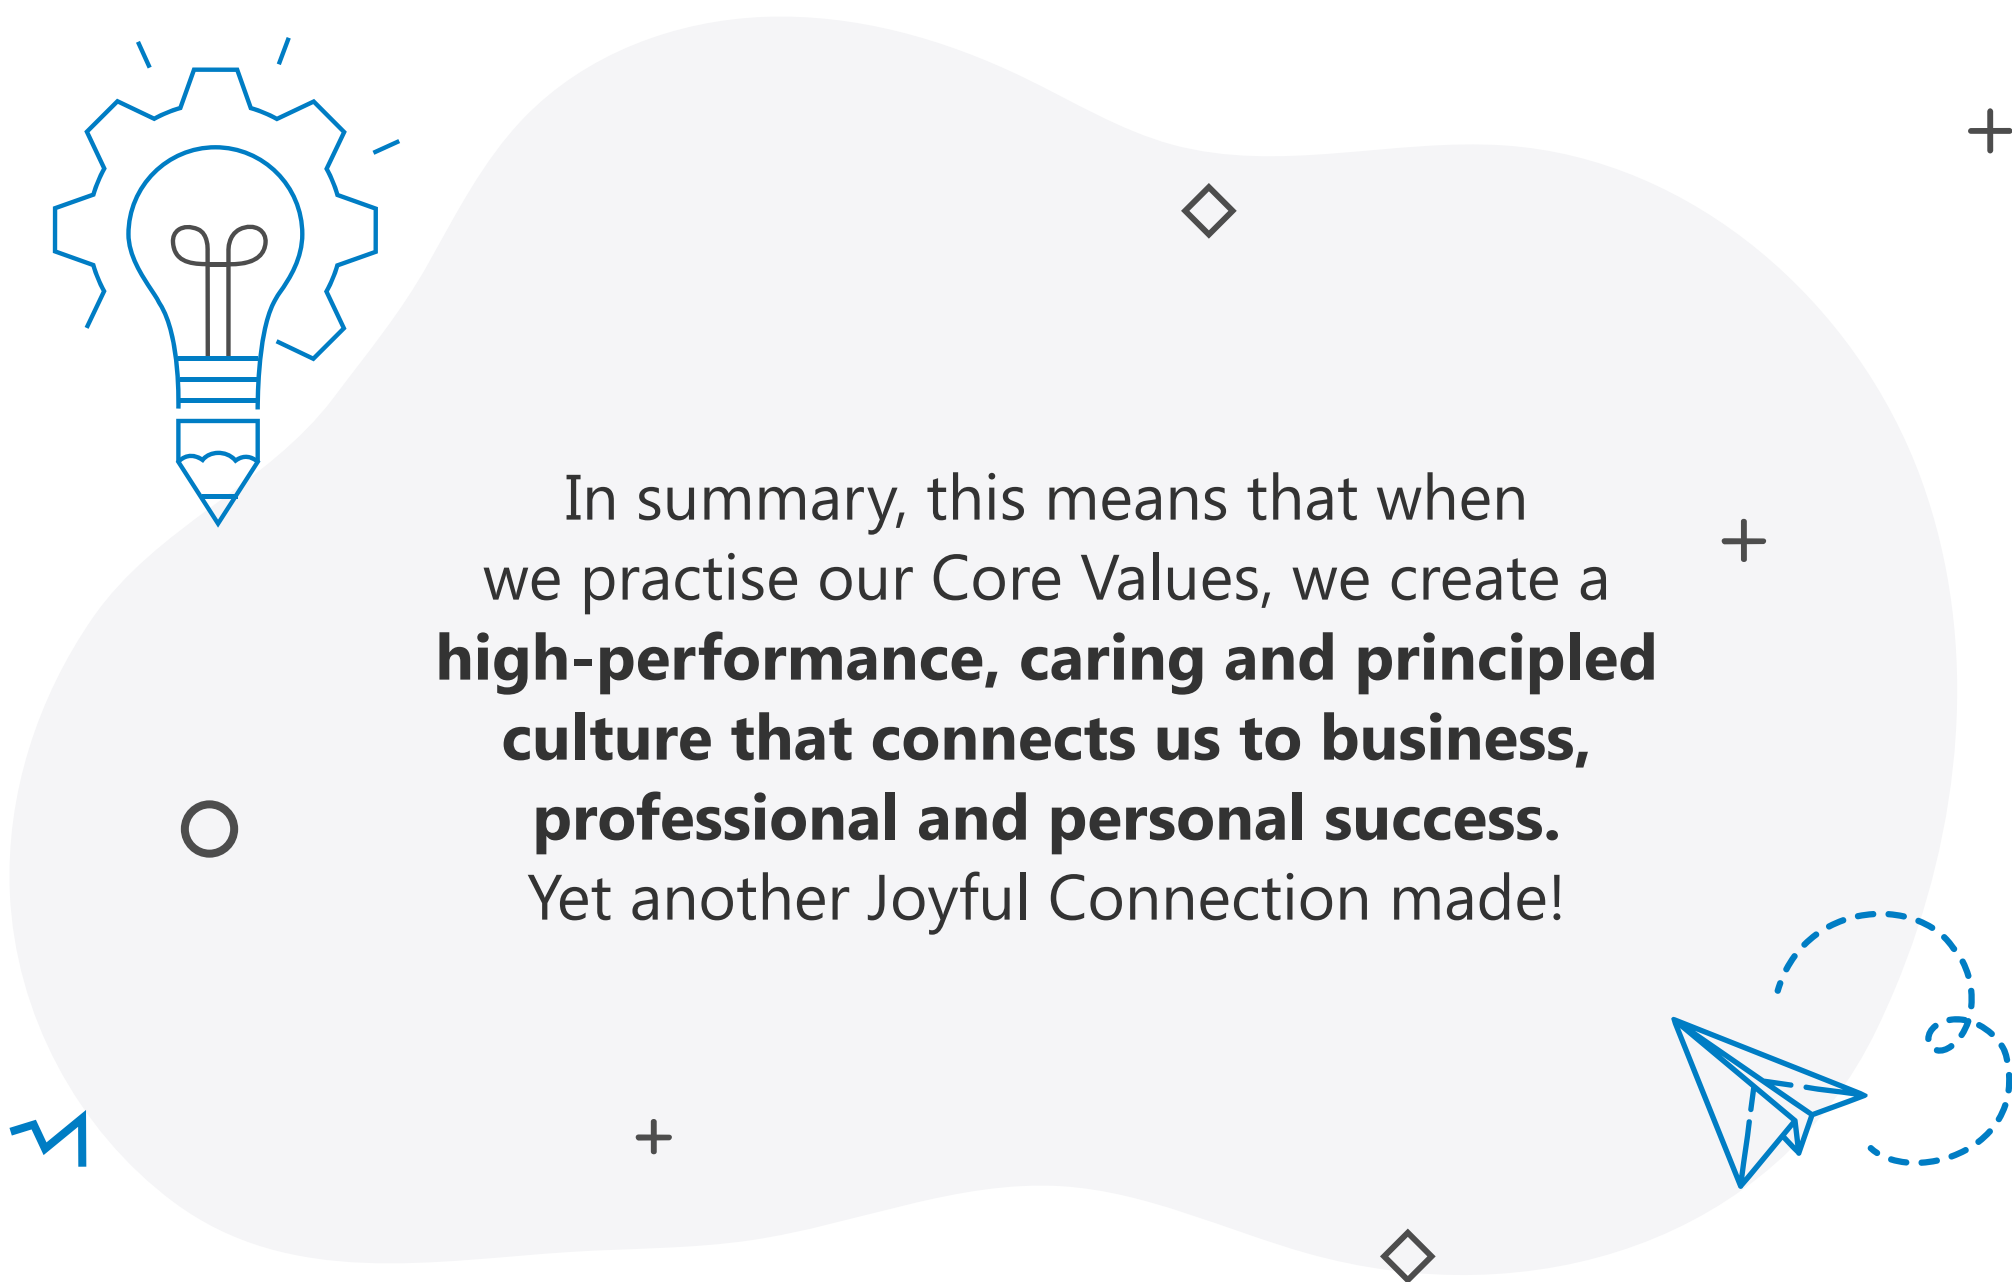 In summary, this means that when
we practise our Core Values, we create a
high-performance, caring and principled
culture that connects us to business,
professional and personal success.
Yet another Joyful Connection made!